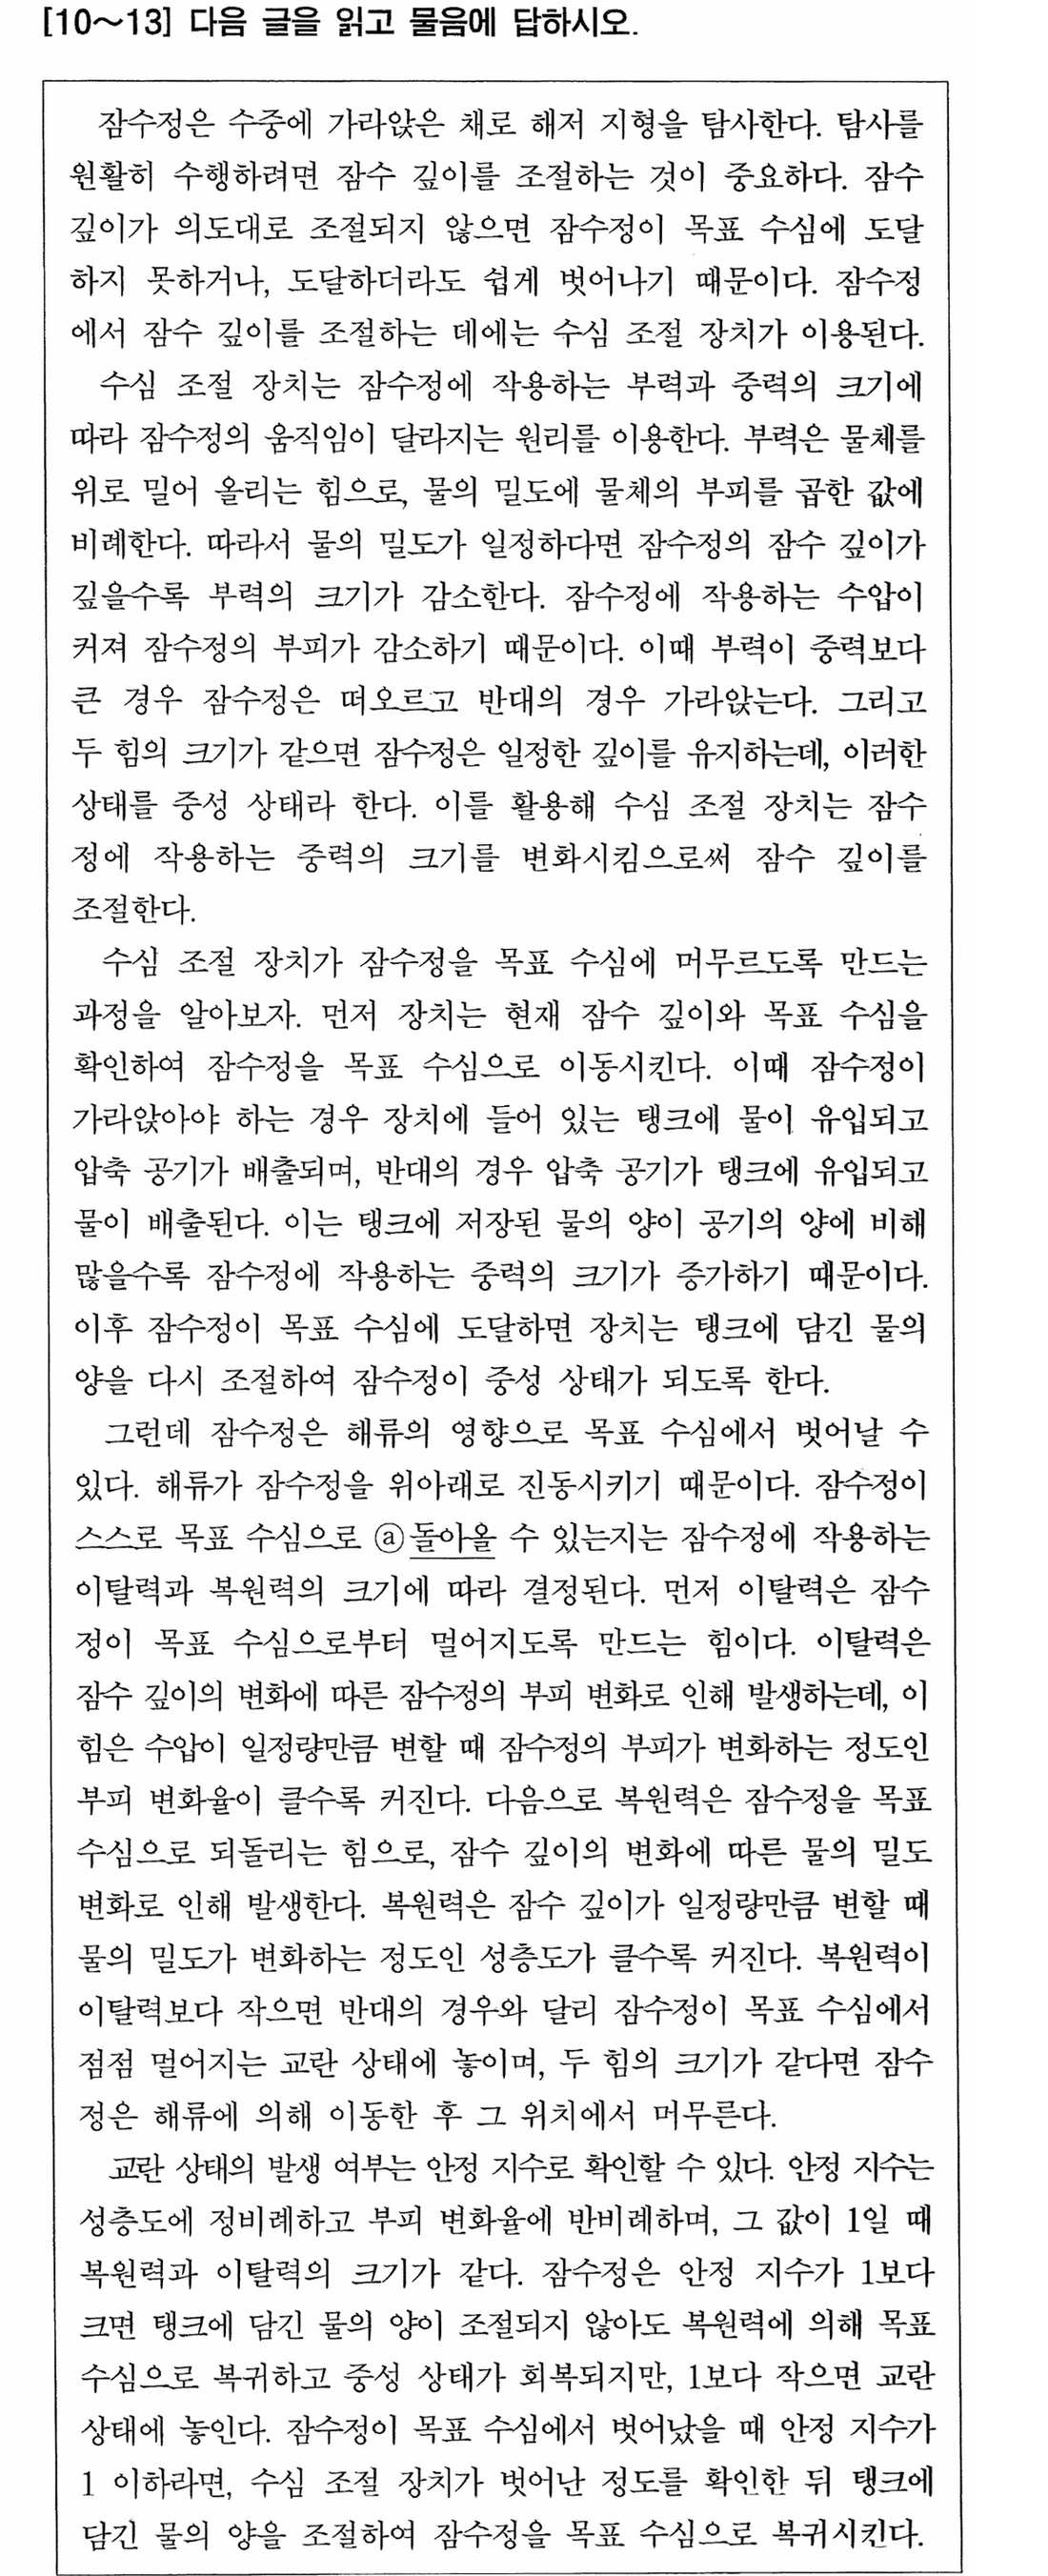 [10～13] 다음 글을 읽고 물음에 답하시오.
잠수정은 수중에 가라앉은 채로 해저 지형을 탐사한다. 탐사를
원활히 수행하려면 잠수 깊이를 조절하는 것이 중요하다. 잠수
깊이가 의도대로 조절되지 않으면 잠수정이 목표 수심에 도달
하지 못하거나, 도달하더라도 쉽게 벗어나기 때문이다. 잠수정
에서 잠수 깊이를 조절하는 데에는 수심 조절 장치가 이용된다.
수심 조절 장치는 잠수정에 작용하는 부력과 중력의 크기에
따라 잠수정의 움직임이 달라지는 원리를 이용한다. 부력은 물체를
위로 밀어 올리는 힘으로, 물의 밀도에 물체의 부피를 곱한 값에
비례한다. 따라서 물의 밀도가 일정하다면 잠수정의 잠수 깊이가
깊을수록 부력의 크기가 감소한다. 잠수정에 작용하는 수압이
커져 잠수정의 부피가 감소하기 때문이다. 이때 부력이 중력보다
큰 경우 잠수정은 떠오르고 반대의 경우 가라앉는다. 그리고
두 힘의 크기가 같으면 잠수정은 일정한 깊이를 유지하는데, 이러한
상태를 중성 상태라 한다. 이를 활용해 수심 조절 장치는 잠수
정에 작용하는 중력의 크기를 변화시킴으로써 잠수 깊이를
조절한다.
수심 조절 장치가 잠수정을 목표 수심에 머무르도록 만드는
과정을 알아보자. 먼저 장치는 현재 잠수 깊이와 목표 수심을
확인하여 잠수정을 목표 수심으로 이동시킨다. 이때 잠수정이
가라앉아야 하는 경우 장치에 들어 있는 탱크에 물이 유입되고
압축 공기가 배출되며, 반대의 경우 압축 공기가 탱크에 유입되고
물이 배출된다. 이는 탱크에 저장된 물의 양이 공기의 양에 비해
많을수록 잠수정에 작용하는 중력의 크기가 증가하기 때문이다.
이후 잠수정이 목표 수심에 도달하면 장치는 탱크에 담긴 물의
양을 다시 조절하여 잠수정이 중성 상태가 되도록 한다.
그런데 잠수정은 해류의 영향으로 목표 수심에서 벗어날 수
있다. 해류가 잠수정을 위아래로 진동시키기 때문이다. 잠수정이
스스로 목표 수심으로 ⓐ돌아올 수 있는지는 잠수정에 작용하는
이탈력과 복원력의 크기에 따라 결정된다. 먼저 이탈력은 잠수
정이 목표 수심으로부터 멀어지도록 만드는 힘이다. 이탈력은
잠수 깊이의 변화에 따른 잠수정의 부피 변화로 인해 발생하는데, 이
힘은 수압이 일정량만큼 변할 때 잠수정의 부피가 변화하는 정도인
부피 변화율이 클수록 커진다. 다음으로 복원력은 잠수정을 목표
수심으로 되돌리는 힘으로, 잠수 깊이의 변화에 따른 물의 밀도
변화로 인해 발생한다. 복원력은 잠수 깊이가 일정량만큼 변할 때
물의 밀도가 변화하는 정도인 성층도가 클수록 커진다. 복원력이
이탈력보다 작으면 반대의 경우와 달리 잠수정이 목표 수심에서
점점 멀어지는 교란 상태에 놓이며, 두 힘의 크기가 같다면 잠수
정은 해류에 의해 이동한 후 그 위치에서 머무른다.
교란 상태의 발생 여부는 안정 지수로 확인할 수 있다. 안정 지수는
성층도에 정비례하고 부피 변화율에 반비례하며, 그 값이 1일 때
복원력과 이탈력의 크기가 같다. 잠수정은 안정 지수가 1보다
크면 탱크에 담긴 물의 양이 조절되지 않아도 복원력에 의해 목표
수심으로 복귀하고 중성 상태가 회복되지만, 1보다 작으면 교란
상태에 놓인다. 잠수정이 목표 수심에서 벗어났을 때 안정 지수가
1 이하라면, 수심 조절 장치가 벗어난 정도를 확인한 뒤 탱크에
담긴 물의 양을 조절하여 잠수정을 목표 수심으로 복귀시킨다.